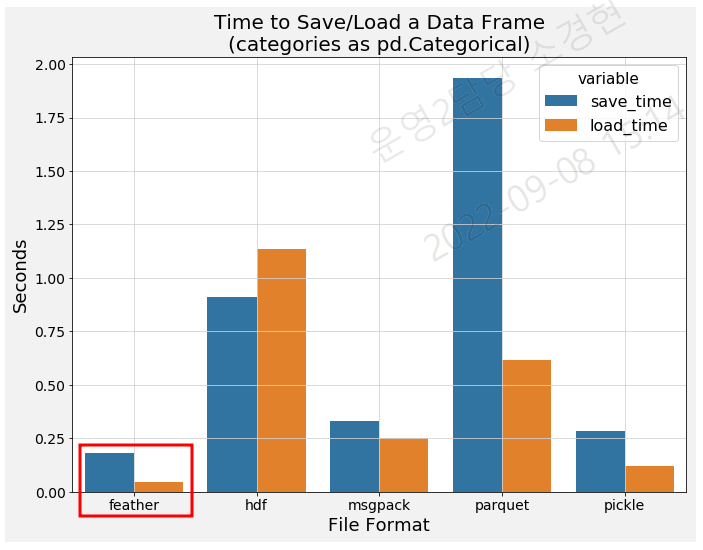 Time to Save/Load a Data Frame
(categories as pd.Categorical)
variable
save_time
load_time
Seconds
2.00
1.75
1.50
1.25
1.00
0.75
0.50
0.25
0.00
feather
hdf
msgpack
parquet
pickle
File Format
운영2담당 소경현
2022-09-08 15:14